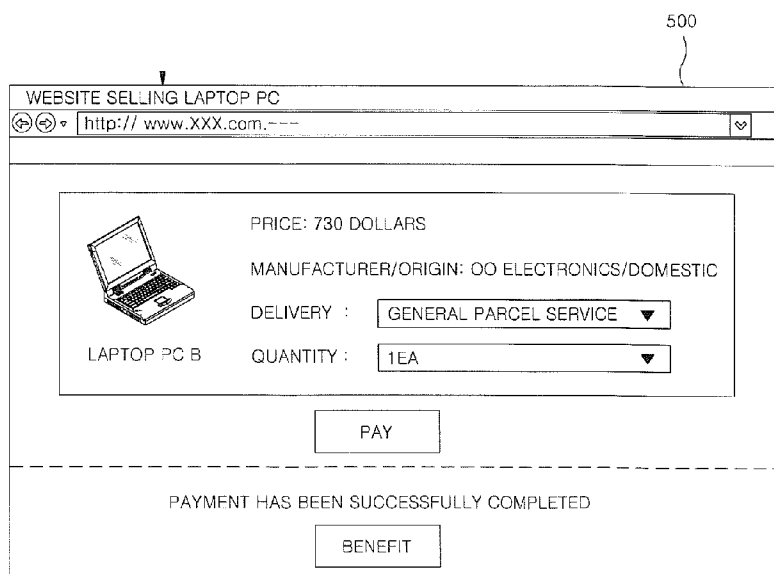 500
WEBSITE SELLING LAPTOP PC
http:// www.XXX.com.---
PRICE: 730 DOLLARS
MANUFACTURER/ORIGIN: OO ELECTRONICS/DOMESTIC
DELIVERY : GENERAL PARCEL SERVICE
LAPTOP PC B
QUANTITY : 1EA
PAY
PAYMENT HAS BEEN SUCCESSFULLY COMPLETED
BENEFIT